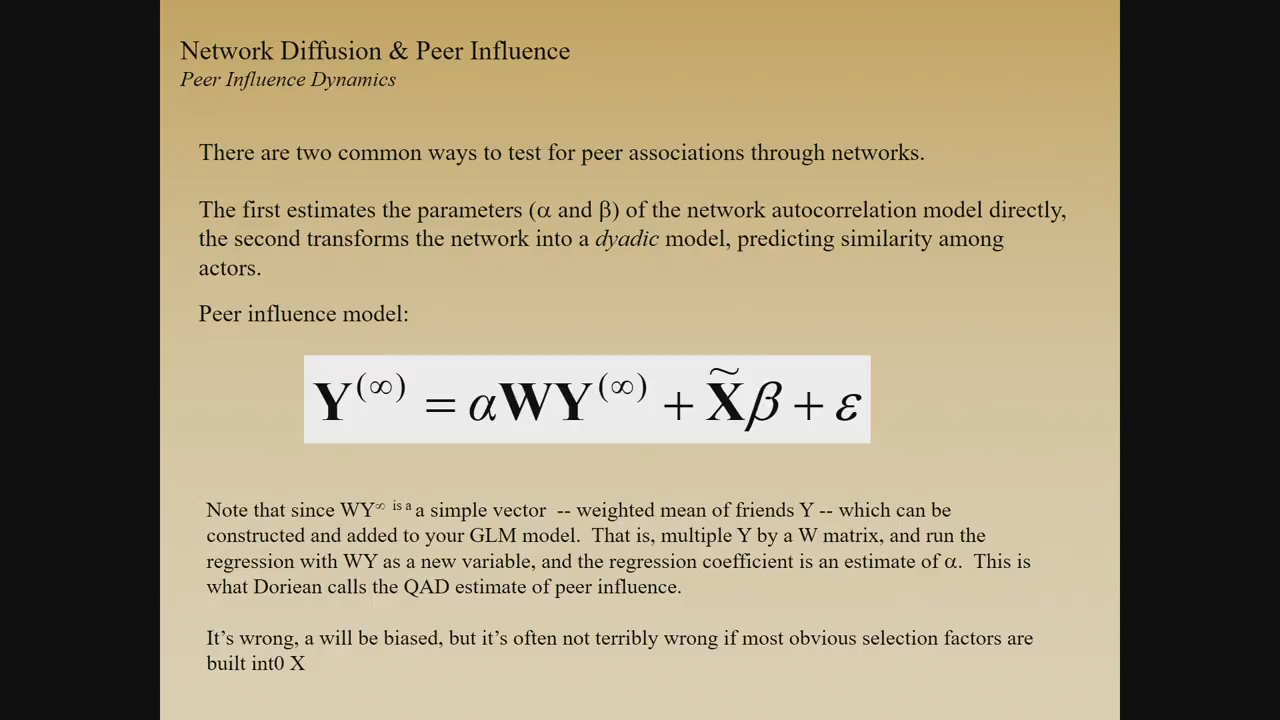 Network Diffusion & Peer Influence
Peer Influence Dynamics
There are two common ways to test for peer associations through networks.
The first estimates the parameters (α and β) of the network autocorrelation model directly,
the second transforms the network into a dyadic model, predicting similarity among
actors.
Peer influence model:
Y^(∞) = αWY^(∞) + X̃β + ε
Note that since WY^∞ is a a simple vector -- weighted mean of friends Y -- which can be
constructed and added to your GLM model. That is, multiple Y by a W matrix, and run the
regression with WY as a new variable, and the regression coefficient is an estimate of α. This is
what Doriean calls the QAD estimate of peer influence.
It’s wrong, a will be biased, but it’s often not terribly wrong if most obvious selection factors are
built int0 X